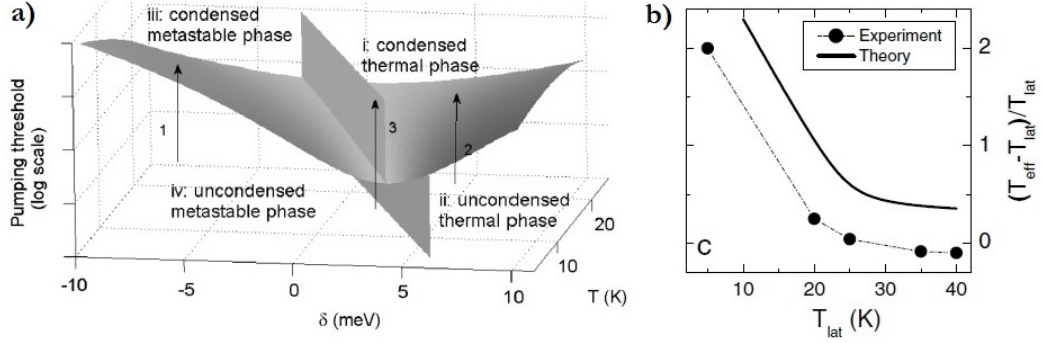 a)
iii: condensed
metastable phase
i: condensed
thermal phase
1
3
2
iv: uncondensed
metastable phase
ii: uncondensed
thermal phase
Pumping threshold
(log scale)
-10
-5
0
5
10
δ (meV)
10
20
T (K)
b)
Experiment
Theory
C
0
1
2
(T_eff-T_lat)/T_lat
0
10
20
30
40
T_lat (K)